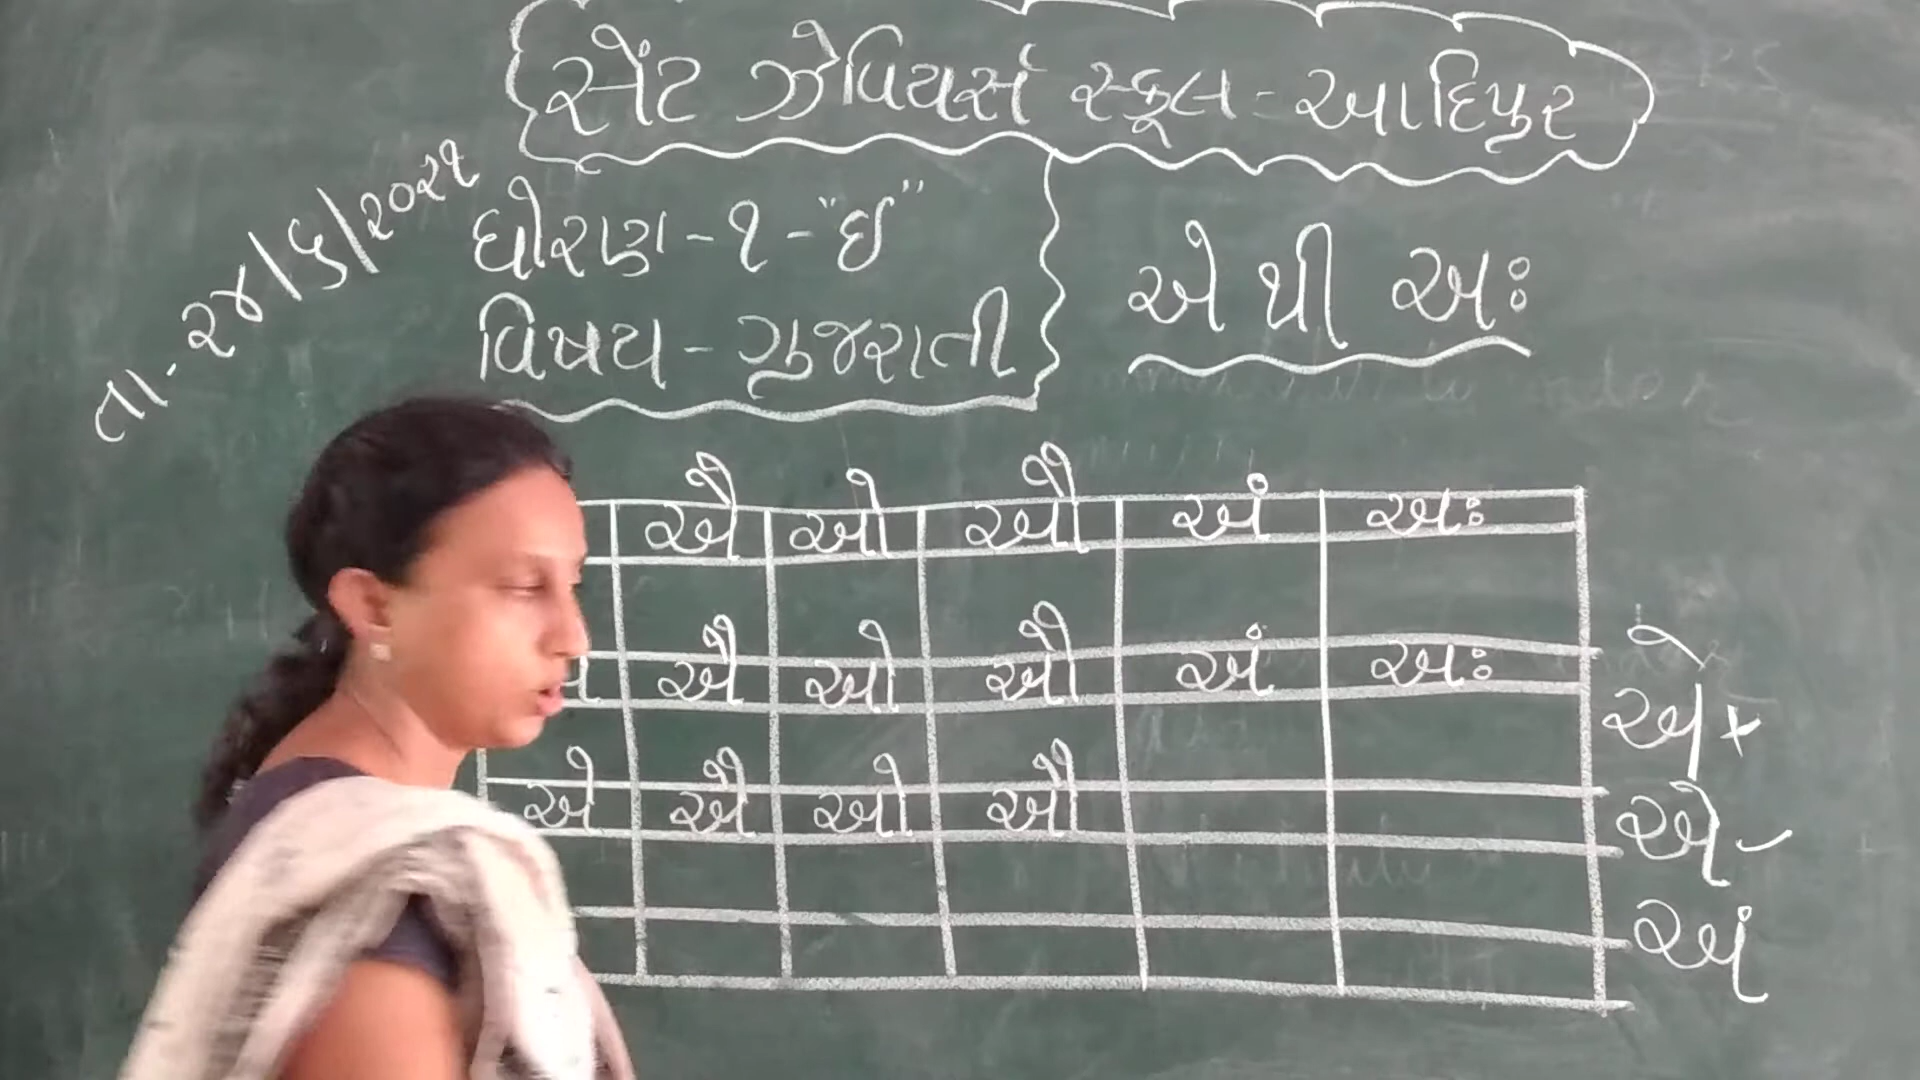 સેંટ ઝેવિયર્સ સ્કૂલ - આદિપુર
તા - ૨૪/૬/૨૦૨૧
ધોરણ - ૧ - "ઇ"
વિષય - ગુજરાતી
એ થી અઃ
ઐ ઓ ઔ અં અઃ
ઐ ઓ ઔ અં અઃ
એ ઐ ઓ ઔ
એ +
એ -
અં